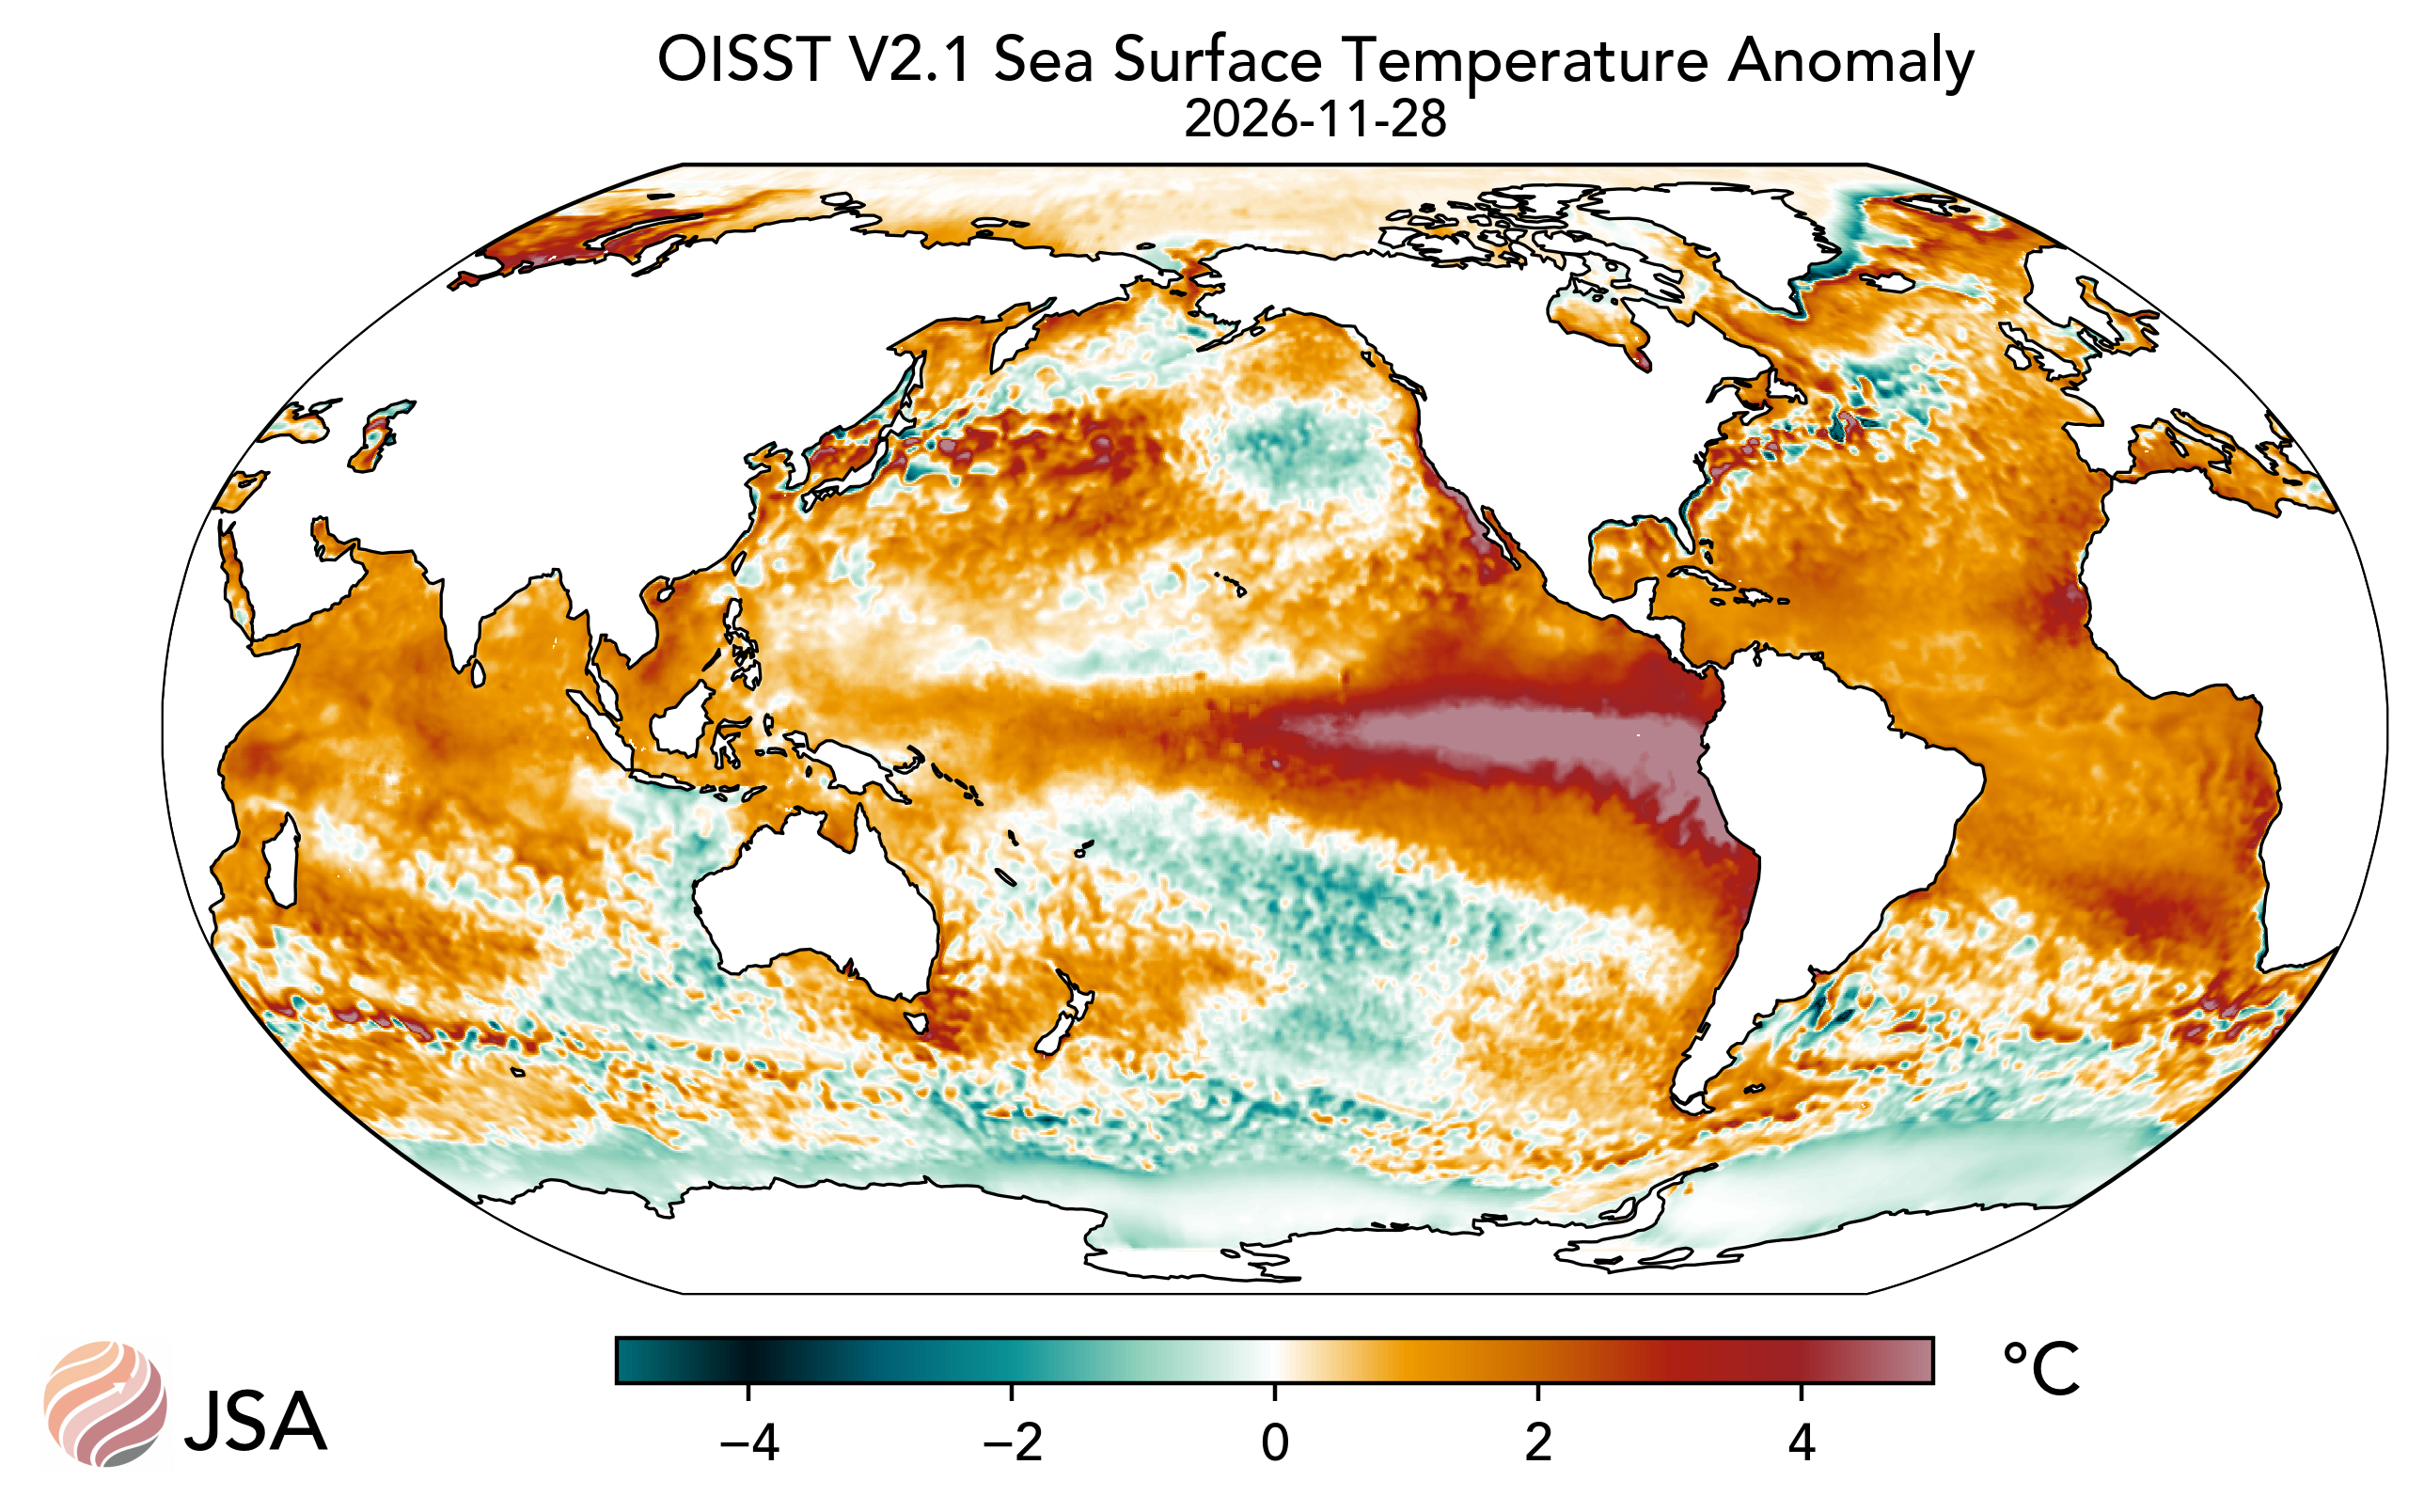 OISST V2.1 Sea Surface Temperature Anomaly
2026-11-28
−4 −2 0 2 4 °C
JSA